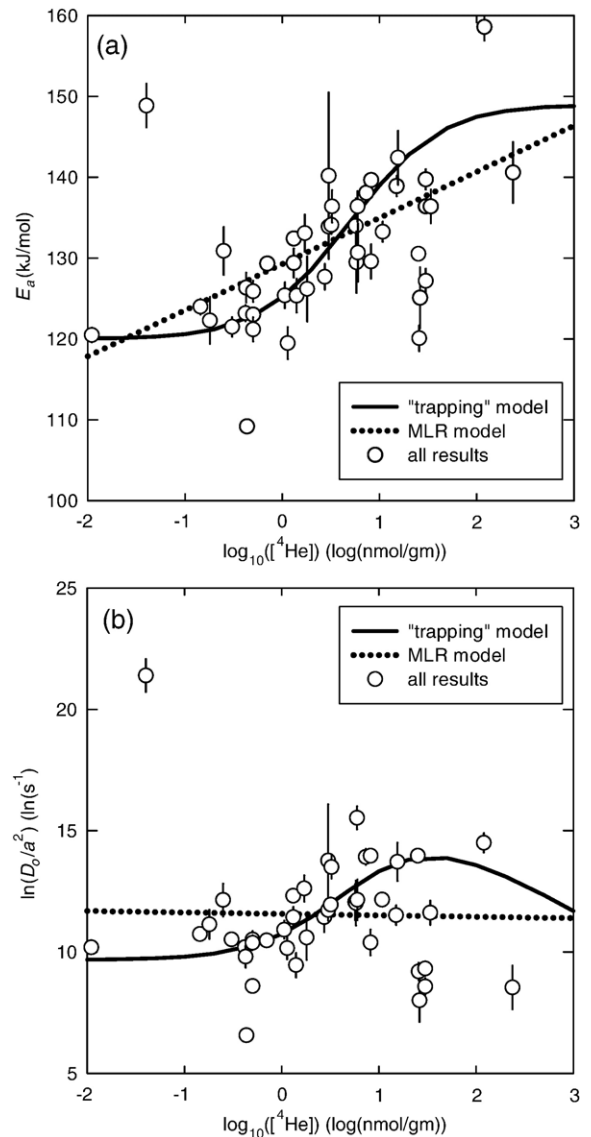 160
(a)
150
140
Eₐ(kJ/mol)
130
120
"trapping" model
MLR model
all results
110
100
-2
-1
0
1
2
3
log₁₀([⁴He]) (log(nmol/gm))
25
(b)
"trapping" model
MLR model
all results
20
ln(Dₒ/a²) (ln(s⁻¹)
15
10
5
-2
-1
0
1
2
3
log₁₀([⁴He]) (log(nmol/gm))